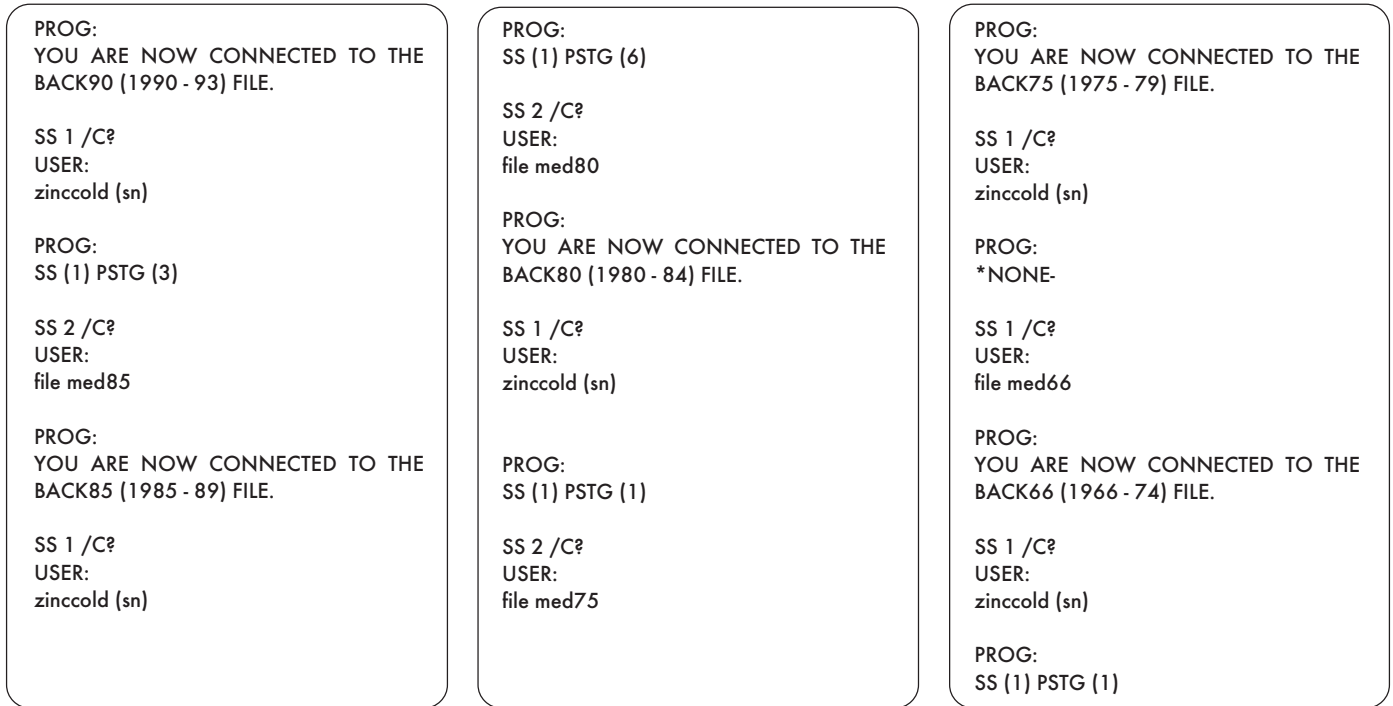 PROG:
YOU ARE NOW CONNECTED TO THE
BACK90 (1990 - 93) FILE.
SS 1 /C?
USER:
zinccold (sn)
PROG:
SS (1) PSTG (3)
SS 2 /C?
USER:
file med85
PROG:
YOU ARE NOW CONNECTED TO THE
BACK85 (1985 - 89) FILE.
SS 1 /C?
USER:
zinccold (sn)
PROG:
SS (1) PSTG (6)
SS 2 /C?
USER:
file med80
PROG:
YOU ARE NOW CONNECTED TO THE
BACK80 (1980 - 84) FILE.
SS 1 /C?
USER:
zinccold (sn)
PROG:
SS (1) PSTG (1)
SS 2 /C?
USER:
file med75
PROG:
YOU ARE NOW CONNECTED TO THE
BACK75 (1975 - 79) FILE.
SS 1 /C?
USER:
zinccold (sn)
PROG:
*NONE-
SS 1 /C?
USER:
file med66
PROG:
YOU ARE NOW CONNECTED TO THE
BACK66 (1966 - 74) FILE.
SS 1 /C?
USER:
zinccold (sn)
PROG:
SS (1) PSTG (1)